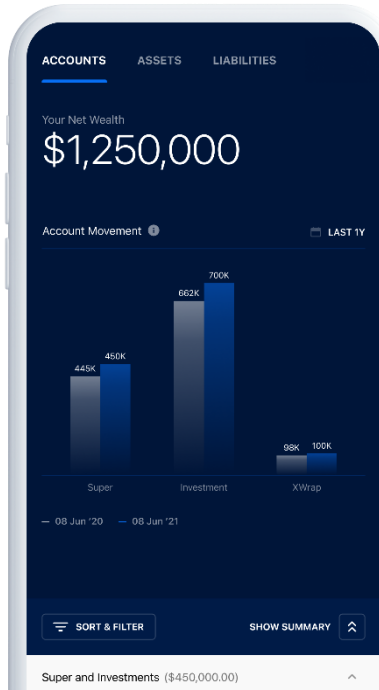 ACCOUNTS ASSETS LIABILITIES
Your Net Wealth
$1,250,000
Account Movement i LAST 1Y
700K
662K
450K
445K
98K 100K
Super Investment XWrap
08 Jun '20 08 Jun '21
SORT & FILTER SHOW SUMMARY
Super and Investments ($450,000.00)